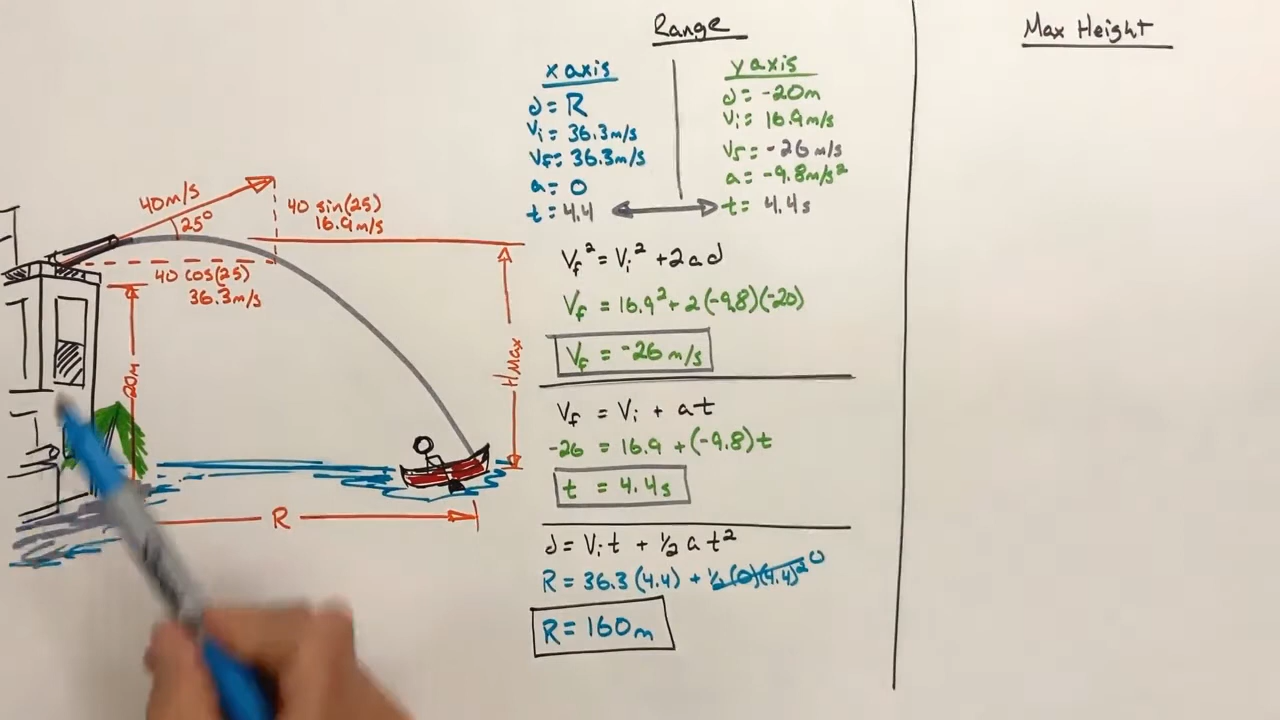 Range
x axis
d = R
Vi = 36.3m/s
Vf = 36.3m/s
a = 0
t = 4.4
y axis
d = -20m
Vi = 16.9m/s
Vf = -26 m/s
a = -9.8m/s²
t = 4.4s
Vf² = Vi² + 2ad
Vf = 16.9² + 2(-9.8)(-20)
Vf = -26 m/s
Vf = Vi + at
-26 = 16.9 + (-9.8)t
t = 4.4s
d = Vit + ½at²
R = 36.3(4.4) + ½(0)(4.4)² 0
R = 160m
Max Height
40m/s
25°
40 sin(25)
16.9m/s
40 cos(25)
36.3m/s
20m
HMax
R